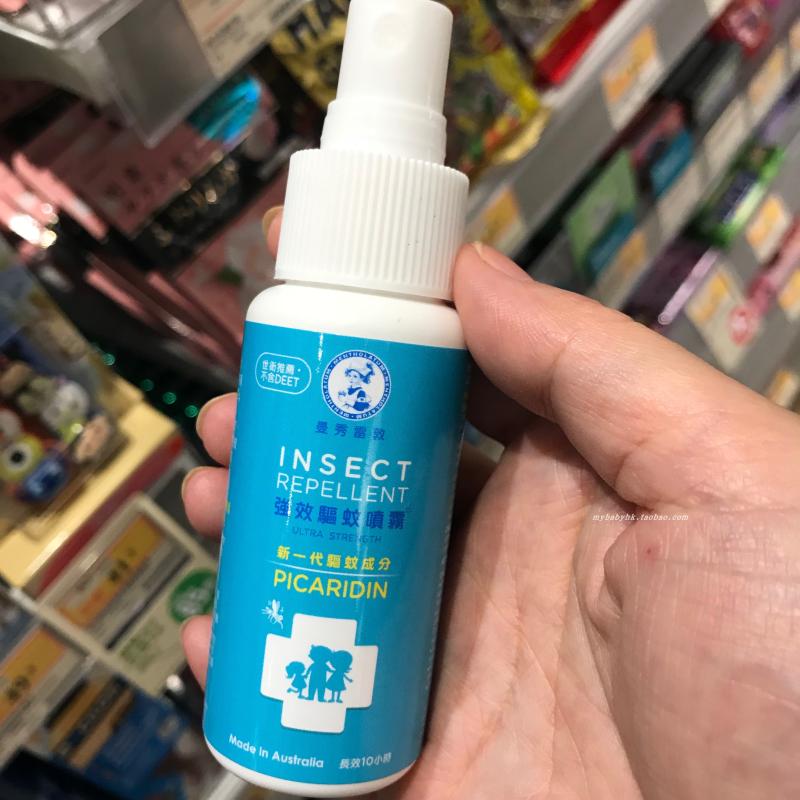 世衛推薦·
不含DEET
MENTHOLATUM · MENTHOLATUM
曼秀雷敦
INSECT
REPELLENT
強效驅蚊噴霧
ULTRA STRENGTH
新一代驅蚊成分
PICARIDIN
Made in Australia 長效10小時
mybabyhk.taobao.com